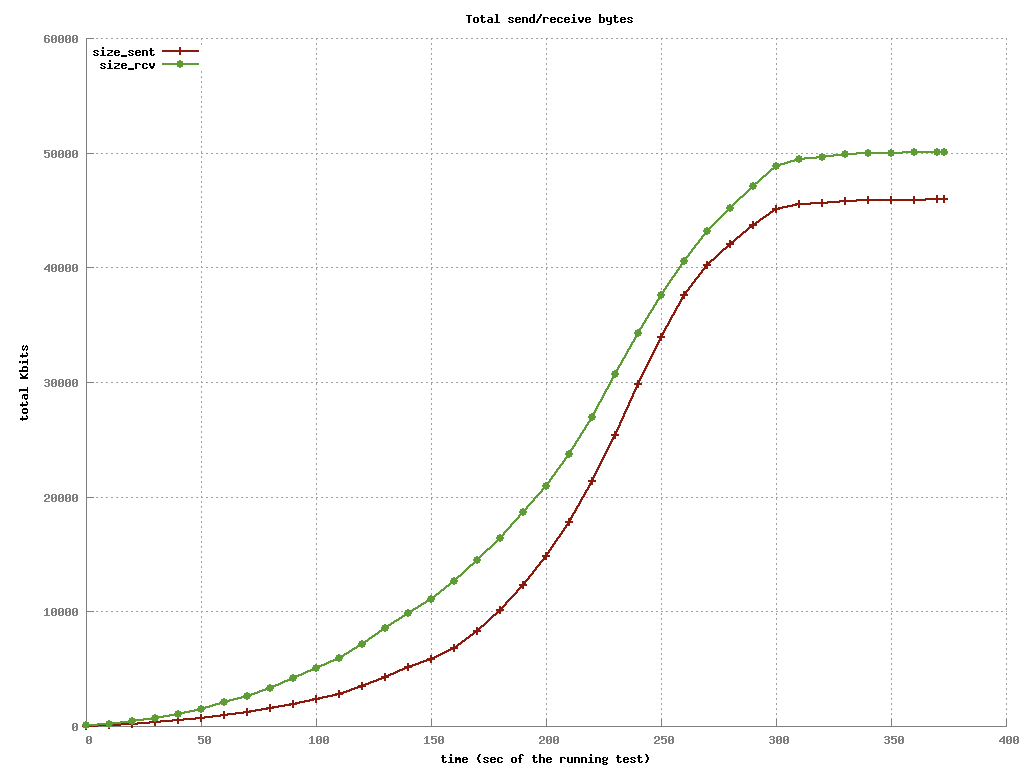 Total send/receive bytes
60000
size_sent
size_rcv
50000
40000
30000
total Kbits
20000
10000
0
0 50 100 150 200 250 300 350 400
time (sec of the running test)